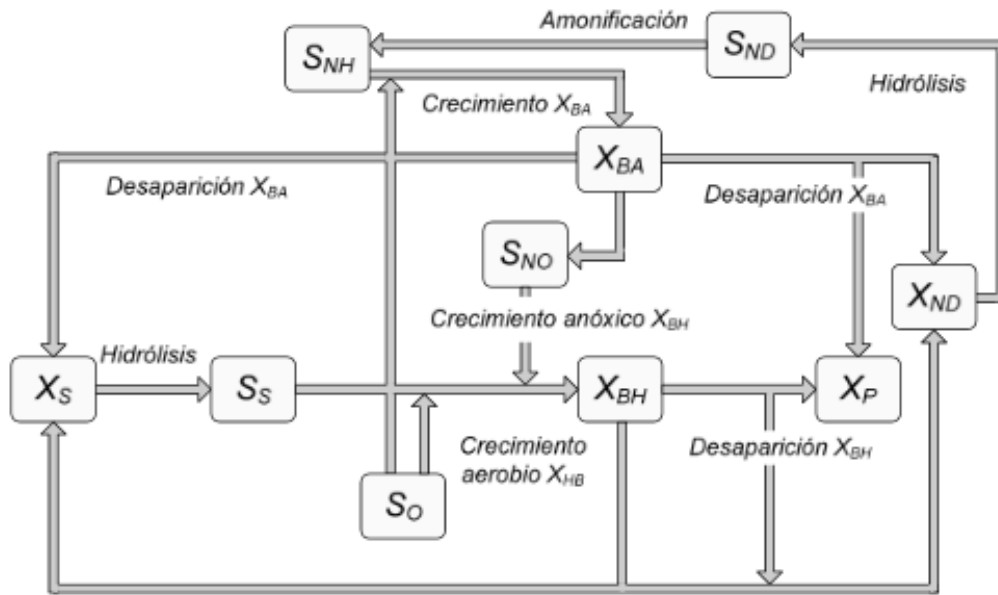 Amonificación
S_NH
S_ND
Hidrólisis
Crecimiento X_BA
X_BA
Desaparición X_BA
Desaparición X_BA
S_NO
X_ND
Crecimiento anóxico X_BH
Hidrólisis
X_S
S_S
X_BH
X_P
Crecimiento
aerobio X_HB
Desaparición X_BH
S_O